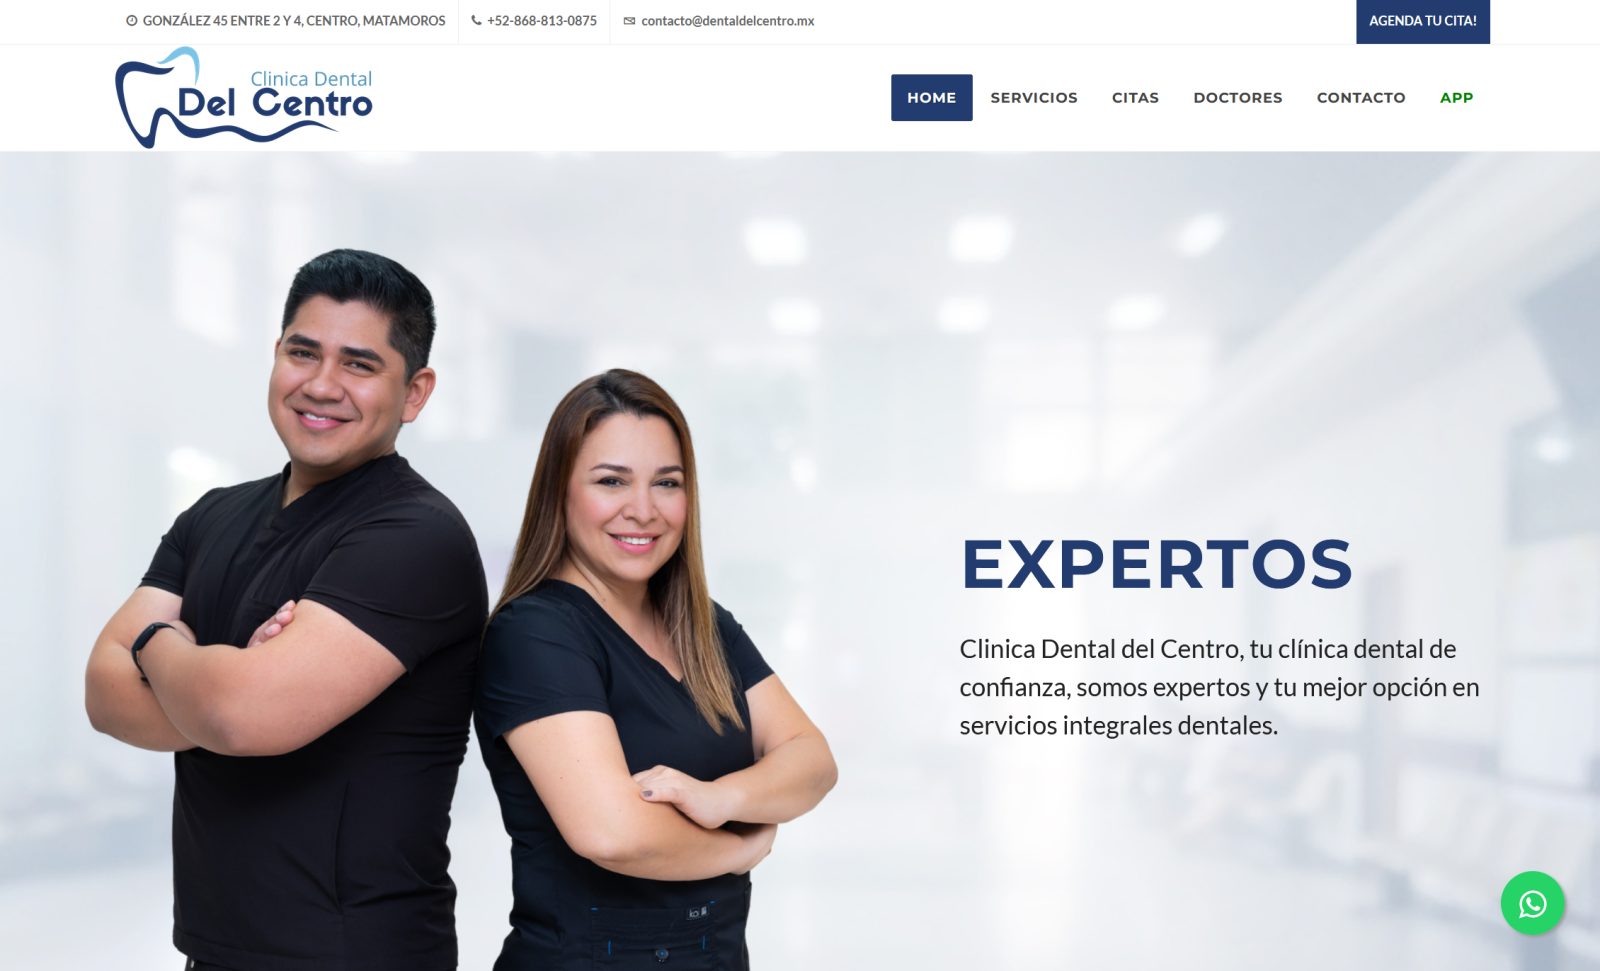 GONZÁLEZ 45 ENTRE 2 Y 4, CENTRO, MATAMOROS
+52-868-813-0875
contacto@dentaldelcentro.mx
AGENDA TU CITA!
Clinica Dental
Del Centro
HOME
SERVICIOS
CITAS
DOCTORES
CONTACTO
APP
EXPERTOS
Clinica Dental del Centro, tu clínica dental de
confianza, somos expertos y tu mejor opción en
servicios integrales dentales.